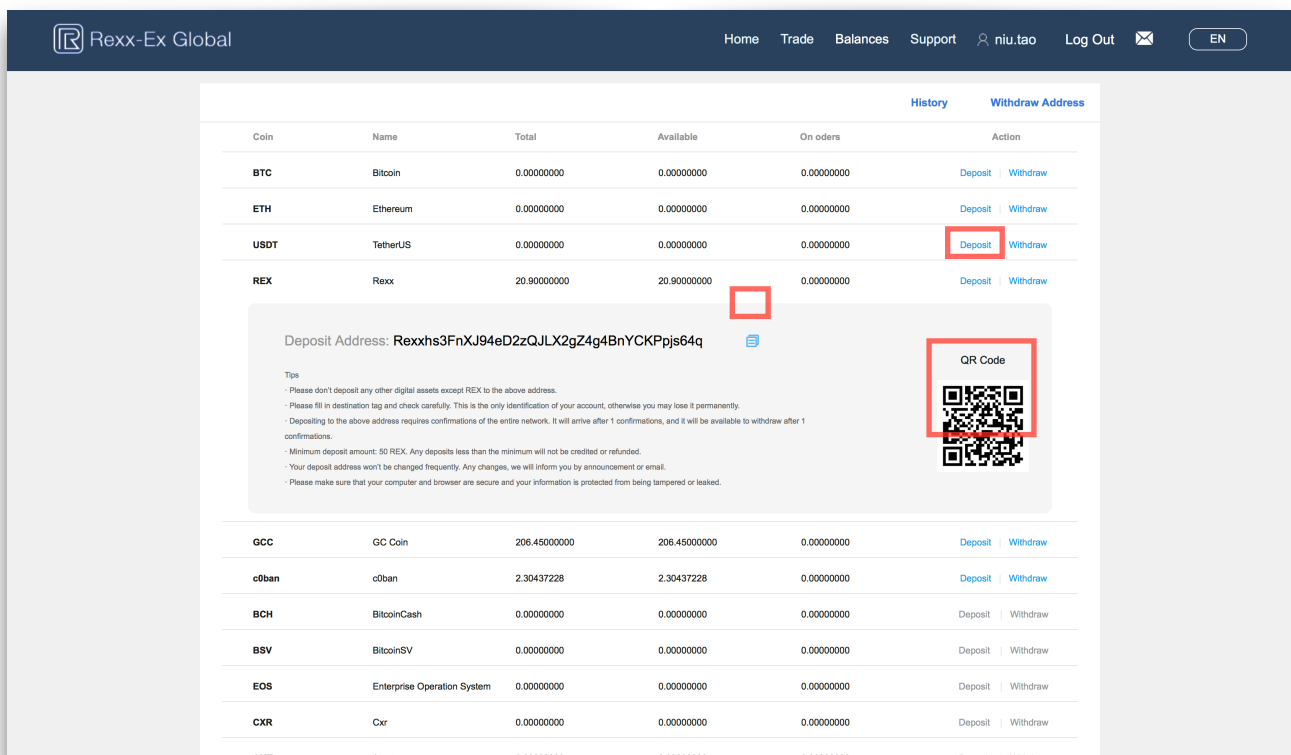 Rexx-Ex Global Home Trade Balances Support niu.tao Log Out EN
History Withdraw Address
Coin Name Total Available On oders Action
BTC Bitcoin 0.00000000 0.00000000 0.00000000 Deposit Withdraw
ETH Ethereum 0.00000000 0.00000000 0.00000000 Deposit Withdraw
USDT TetherUS 0.00000000 0.00000000 0.00000000 Deposit Withdraw
REX Rexx 20.90000000 20.90000000 0.00000000 Deposit Withdraw
Deposit Address: Rexxhs3FnXJ94eD2zQJLX2gZ4g4BnYCKPpjs64q
QR Code
Tips
· Please don't deposit any other digital assets except REX to the above address.
· Please fill in destination tag and check carefully. This is the only identification of your account, otherwise you may lose it permanently.
· Depositing to the above address requires confirmations of the entire network. It will arrive after 1 confirmations, and it will be available to withdraw after 1
confirmations.
· Minimum deposit amount: 50 REX. Any deposits less than the minimum will not be credited or refunded.
· Your deposit address won't be changed frequently. Any changes, we will inform you by announcement or email.
· Please make sure that your computer and browser are secure and your information is protected from being tampered or leaked.
GCC GC Coin 206.45000000 206.45000000 0.00000000 Deposit Withdraw
c0ban c0ban 2.30437228 2.30437228 0.00000000 Deposit Withdraw
BCH BitcoinCash 0.00000000 0.00000000 0.00000000 Deposit Withdraw
BSV BitcoinSV 0.00000000 0.00000000 0.00000000 Deposit Withdraw
EOS Enterprise Operation System 0.00000000 0.00000000 0.00000000 Deposit Withdraw
CXR Cxr 0.00000000 0.00000000 0.00000000 Deposit Withdraw